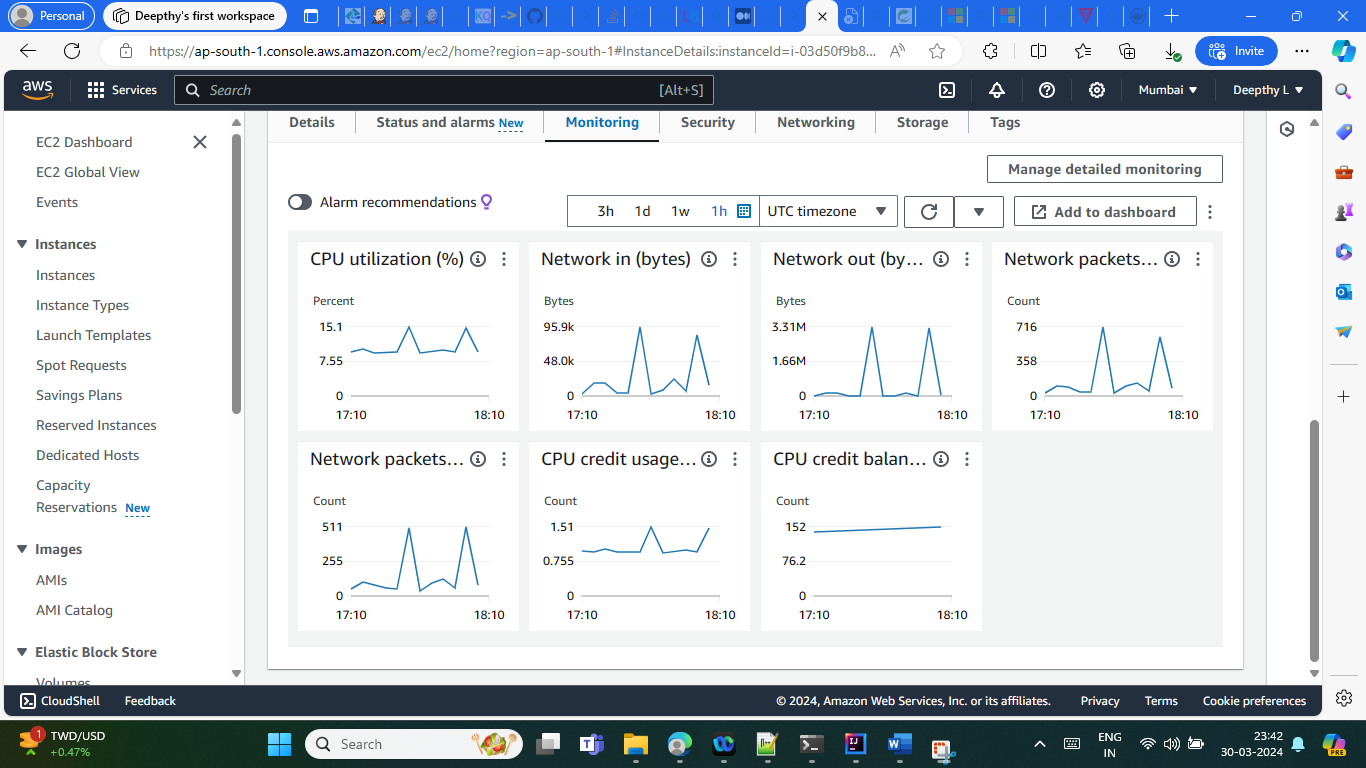 Personal
Deepthy's first workspace
https://ap-south-1.console.aws.amazon.com/ec2/home?region=ap-south-1#InstanceDetails:instanceId=i-03d50f9b8...
Invite
aws
Services
Search
[Alt+S]
Mumbai
Deepthy L
EC2 Dashboard
EC2 Global View
Events
Instances
Instances
Instance Types
Launch Templates
Spot Requests
Savings Plans
Reserved Instances
Dedicated Hosts
Capacity
Reservations New
Images
AMIs
AMI Catalog
Elastic Block Store
Volumes
Details
Status and alarms New
Monitoring
Security
Networking
Storage
Tags
Manage detailed monitoring
Alarm recommendations
3h 1d 1w 1h
UTC timezone
Add to dashboard
CPU utilization (%)
Percent
15.1
7.55
0
17:10 18:10
Network in (bytes)
Bytes
95.9k
48.0k
0
17:10 18:10
Network out (by...
Bytes
3.31M
1.66M
0
17:10 18:10
Network packets...
Count
716
358
0
17:10 18:10
Network packets...
Count
511
255
0
17:10 18:10
CPU credit usage...
Count
1.51
0.755
0
17:10 18:10
CPU credit balan...
Count
152
76.2
0
17:10 18:10
CloudShell
Feedback
© 2024, Amazon Web Services, Inc. or its affiliates.
Privacy
Terms
Cookie preferences
1
TWD/USD
+0.47%
Search
ENG
IN
23:42
30-03-2024
PRE